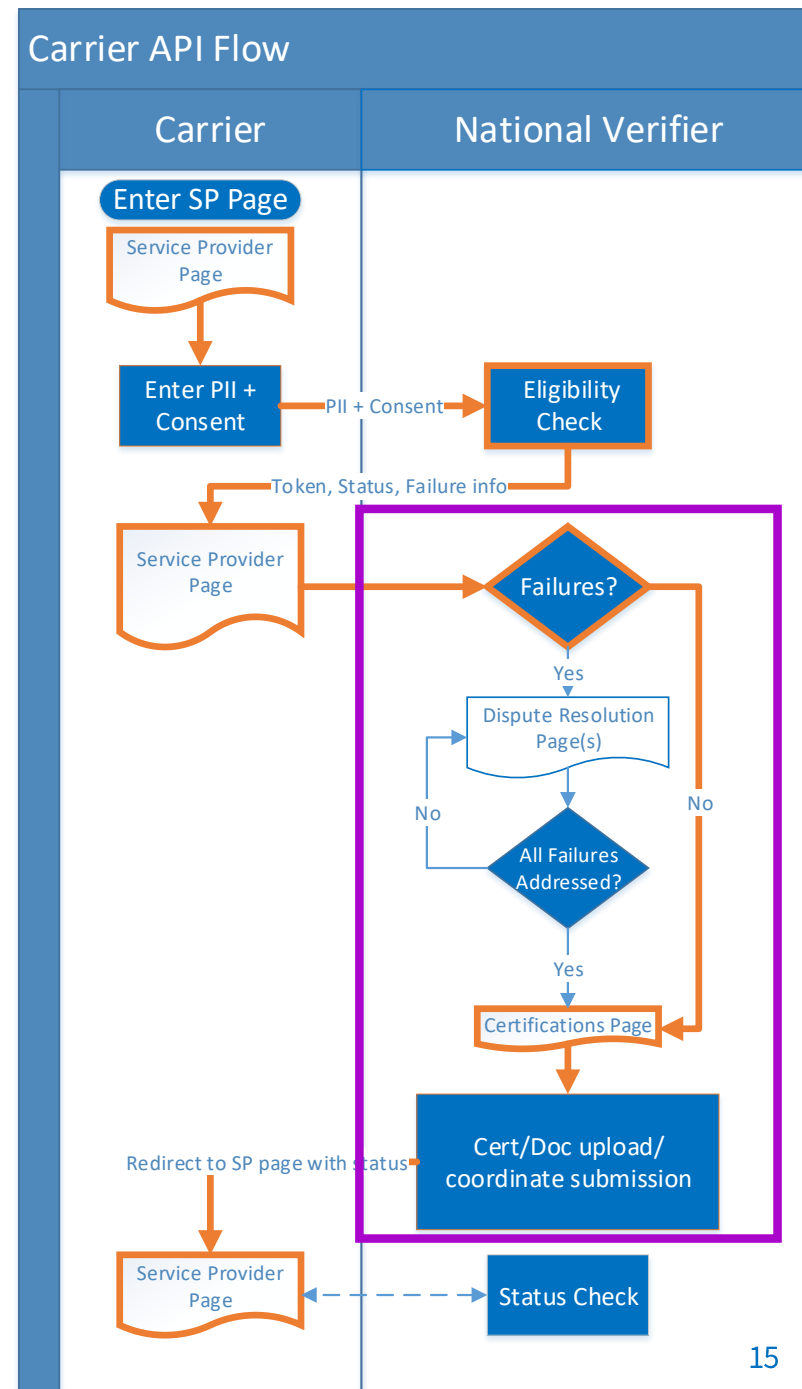 Carrier API Flow
Carrier
National Verifier
Enter SP Page
Service Provider
Page
Enter PII +
Consent
PII + Consent
Eligibility
Check
Token, Status, Failure info
Service Provider
Page
Failures?
Yes
Dispute Resolution
Page(s)
No
No
All Failures
Addressed?
Yes
Certifications Page
Cert/Doc upload/
coordinate submission
Redirect to SP page with status
Service Provider
Page
Status Check
15